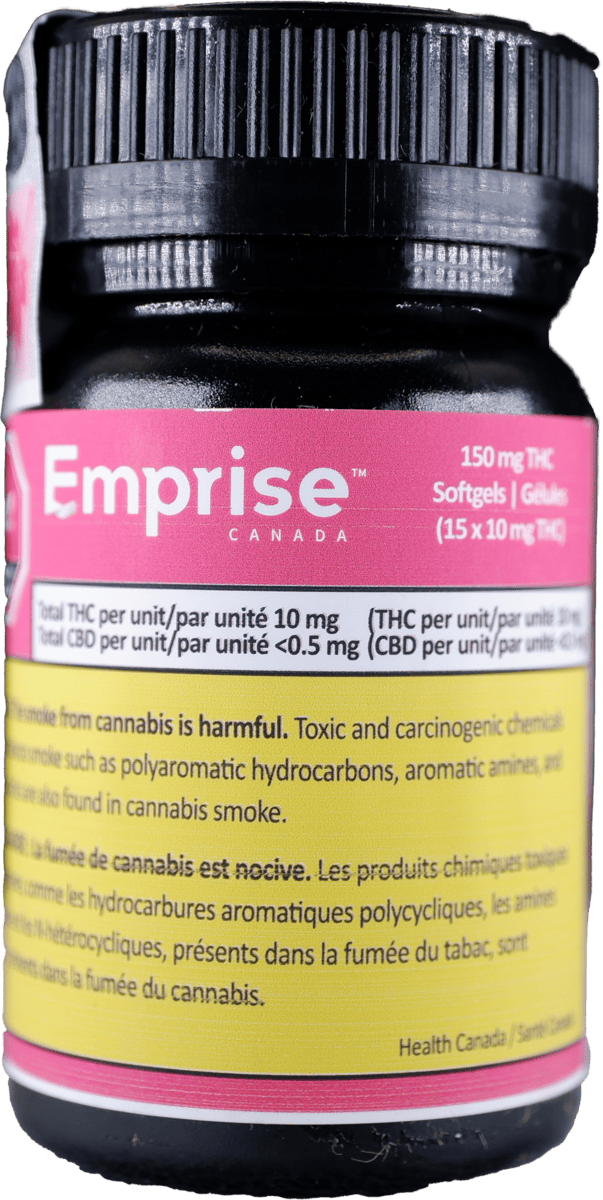 Emprise™
CANADA
150 mg THC
Softgels | Gélules
(15 x 10 mg THC)
Total THC per unit/par unité 10 mg (THC per unit/par unité 10 mg
Total CBD per unit/par unité <0.5 mg (CBD per unit/par unité
smoke from cannabis is harmful. Toxic and carcinogenic chemicals
smoke such as polyaromatic hydrocarbons, aromatic amines, and
are also found in cannabis smoke.
La fumée de cannabis est nocive. Les produits chimiques toxiques
comme les hydrocarbures aromatiques polycycliques, les amines
N-hétérocycliques, présents dans la fumée du tabac, sont
dans la fumée du cannabis.
Health Canada / Santé Canada